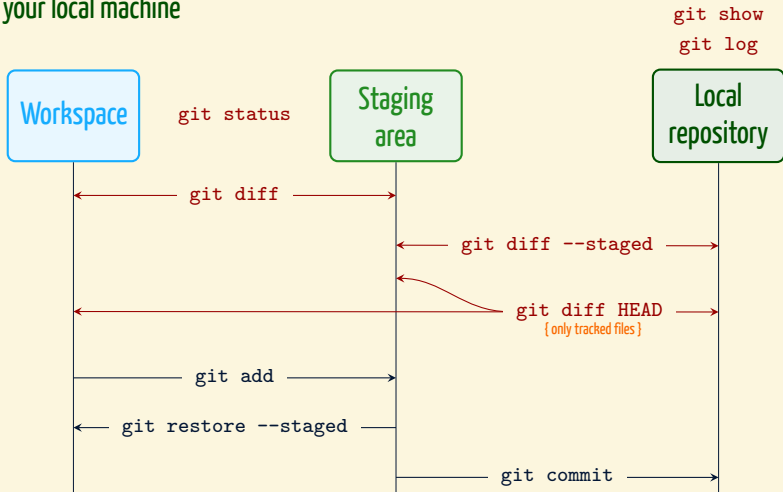 your local machine
git show
git log
Workspace
git status
Staging
area
Local
repository
git diff
git diff --staged
git diff HEAD
{ only tracked files }
git add
git restore --staged
git commit